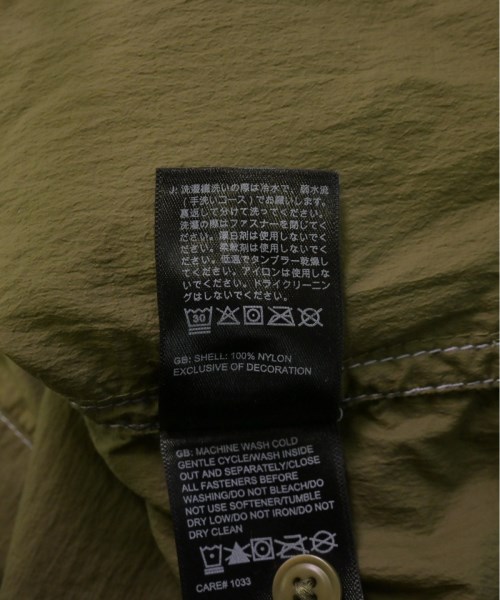 J: 洗濯機洗いの際は冷水で、弱水流
(手洗いコース)でお願いします。
裏返して分けて洗ってください。
洗濯の際はファスナーを閉じてく
ださい。漂白剤は使用しないでく
ださい。柔軟剤は使用しないでく
ださい。低温でタンブラー乾燥し
てください。アイロンは使用しな
いでください。ドライクリーニン
グはしないでください。
30
GB: SHELL: 100% NYLON
EXCLUSIVE OF DECORATION
GB: MACHINE WASH COLD
GENTLE CYCLE/WASH INSIDE
OUT AND SEPARATELY/CLOSE
ALL FASTENERS BEFORE
WASHING/DO NOT BLEACH/DO
NOT USE SOFTENER/TUMBLE
DRY LOW/DO NOT IRON/DO NOT
DRY CLEAN
CARE# 1033